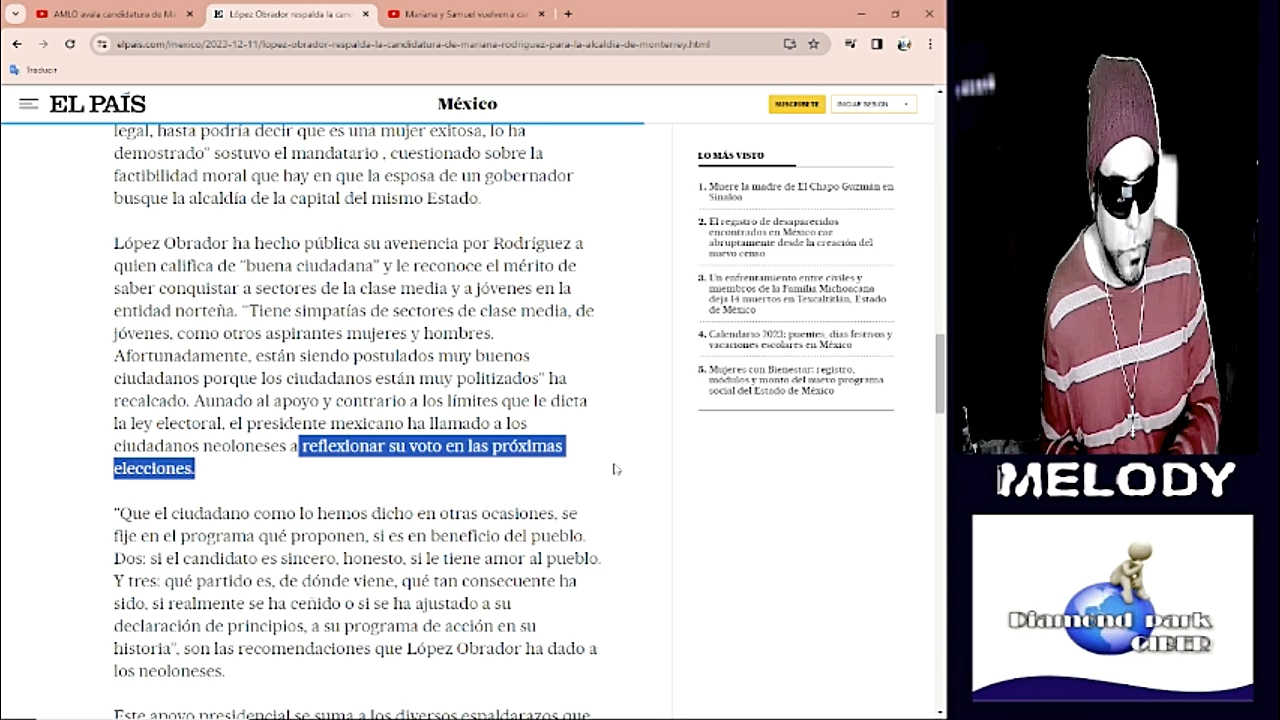 AMLO avala candidatura de Ma
López Obrador respalda la canc
Mariana y Samuel vuelven a ca
elpais.com/mexico/2023-12-11/lopez-obrador-respalda-la-candidatura-de-mariana-rodriguez-para-la-alcaldia-de-monterrey.html
Traducir
EL PAÍS
México
SUSCRÍBETE
INICIAR SESIÓN
legal, hasta podría decir que es una mujer exitosa, lo ha
demostrado” sostuvo el mandatario , cuestionado sobre la
factibilidad moral que hay en que la esposa de un gobernador
busque la alcaldía de la capital del mismo Estado.
López Obrador ha hecho pública su avenencia por Rodríguez a
quien califica de “buena ciudadana” y le reconoce el mérito de
saber conquistar a sectores de la clase media y a jóvenes en la
entidad norteña. “Tiene simpatías de sectores de clase media, de
jóvenes, como otros aspirantes mujeres y hombres.
Afortunadamente, están siendo postulados muy buenos
ciudadanos porque los ciudadanos están muy politizados” ha
recalcado. Aunado al apoyo y contrario a los límites que le dicta
la ley electoral, el presidente mexicano ha llamado a los
ciudadanos neoloneses a reflexionar su voto en las próximas
elecciones.
“Que el ciudadano como lo hemos dicho en otras ocasiones, se
fije en el programa qué proponen, si es en beneficio del pueblo.
Dos: si el candidato es sincero, honesto, si le tiene amor al pueblo.
Y tres: qué partido es, de dónde viene, qué tan consecuente ha
sido, si realmente se ha ceñido o si se ha ajustado a su
declaración de principios, a su programa de acción en su
historia”, son las recomendaciones que López Obrador ha dado a
los neoloneses.
Este apoyo presidencial se suma a los diversos espaldarazos que
LO MÁS VISTO
1. Muere la madre de El Chapo Guzmán en
Sinaloa
2. El registro de desaparecidos
encontrados en México cae
abruptamente desde la creación del
nuevo censo
3. Un enfrentamiento entre civiles y
miembros de la Familia Michoacana
deja 14 muertos en Texcaltitlán, Estado
de México
4. Calendario 2023: puentes, días festivos y
vacaciones escolares en México
5. Mujeres con Bienestar: registro,
módulos y monto del nuevo programa
social del Estado de México
MELODY
Diamond park
CIBER